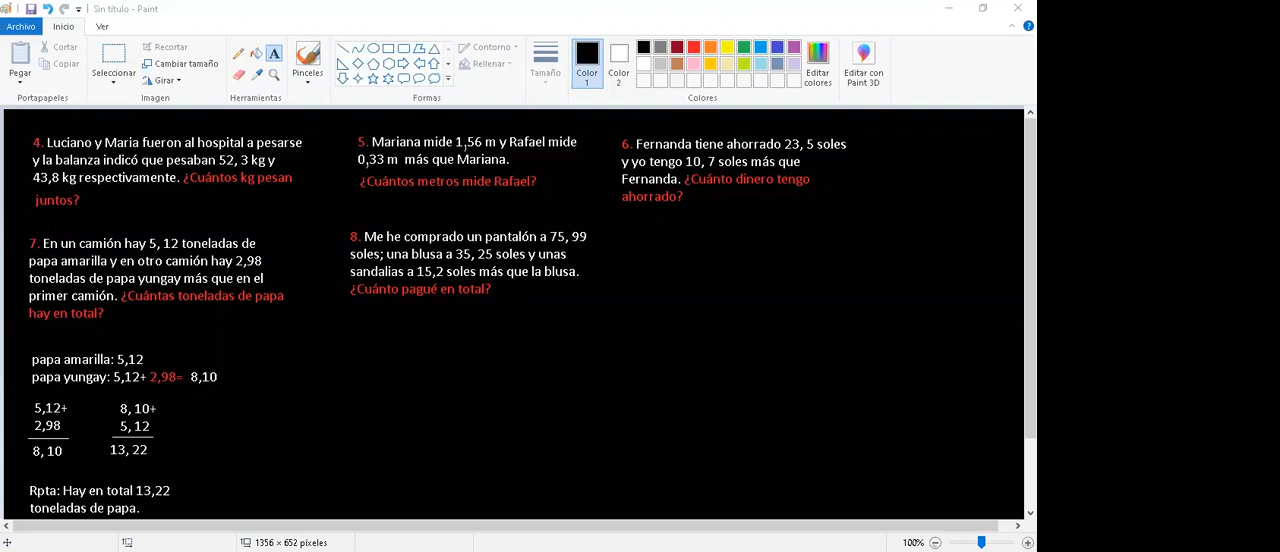 Sin título - Paint
Archivo
Inicio
Ver
Pegar
Cortar
Copiar
Portapapeles
Seleccionar
Recortar
Cambiar tamaño
Girar
Imagen
A
Herramientas
Pinceles
Contorno
Rellenar
Formas
Tamaño
Color
1
Color
2
Editar
colores
Colores
Editar con
Paint 3D
4. Luciano y Maria fueron al hospital a pesarse
y la balanza indicó que pesaban 52, 3 kg y
43,8 kg respectivamente. ¿Cuántos kg pesan
juntos?
5. Mariana mide 1,56 m y Rafael mide
0,33 m más que Mariana.
¿Cuántos metros mide Rafael?
6. Fernanda tiene ahorrado 23, 5 soles
y yo tengo 10, 7 soles más que
Fernanda. ¿Cuánto dinero tengo
ahorrado?
7. En un camión hay 5, 12 toneladas de
papa amarilla y en otro camión hay 2,98
toneladas de papa yungay más que en el
primer camión. ¿Cuántas toneladas de papa
hay en total?
8. Me he comprado un pantalón a 75, 99
soles; una blusa a 35, 25 soles y unas
sandalias a 15,2 soles más que la blusa.
¿Cuánto pagué en total?
papa amarilla: 5,12
papa yungay: 5,12+ 2,98= 8,10
5,12+
2,98
8, 10
8, 10+
5, 12
13, 22
Rpta: Hay en total 13,22
toneladas de papa.
1356 × 652 píxeles
100%